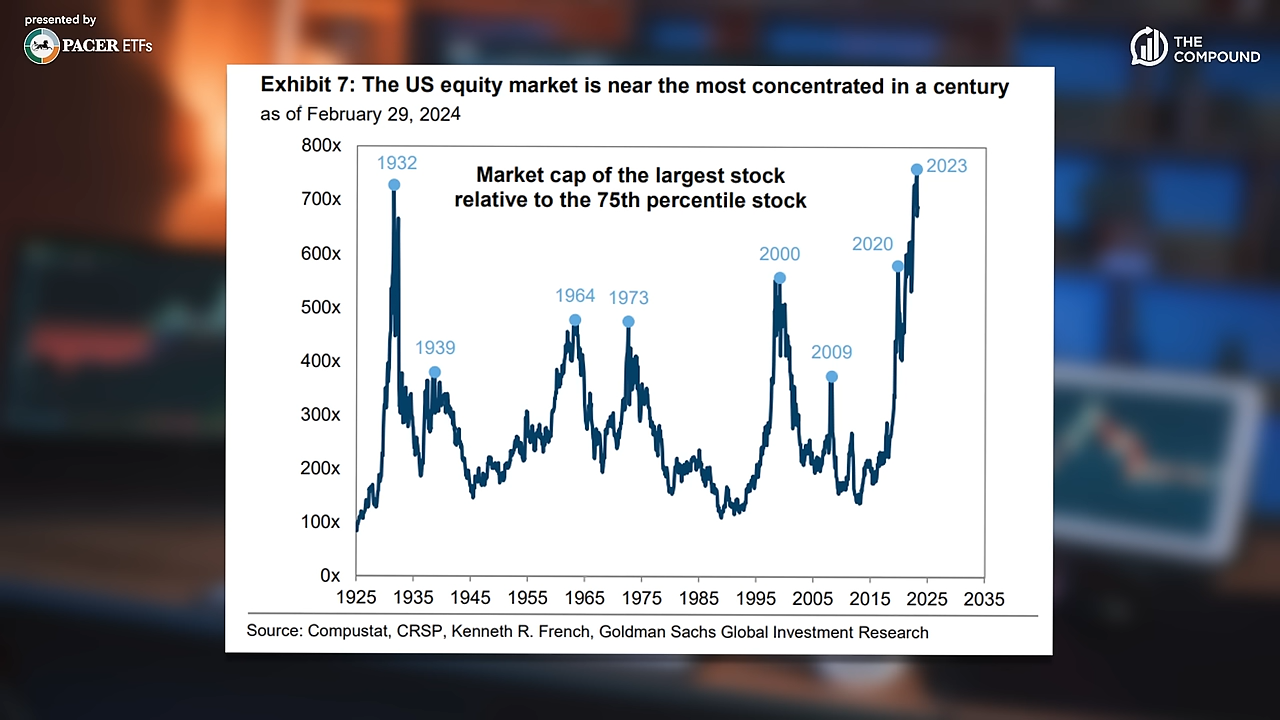 presented by
PACER ETFs
THE
COMPOUND
Exhibit 7: The US equity market is near the most concentrated in a century
as of February 29, 2024
Market cap of the largest stock
relative to the 75th percentile stock
800x
700x
600x
500x
400x
300x
200x
100x
0x
1932
1939
1964
1973
2000
2009
2020
2023
1925 1935 1945 1955 1965 1975 1985 1995 2005 2015 2025 2035
Source: Compustat, CRSP, Kenneth R. French, Goldman Sachs Global Investment Research